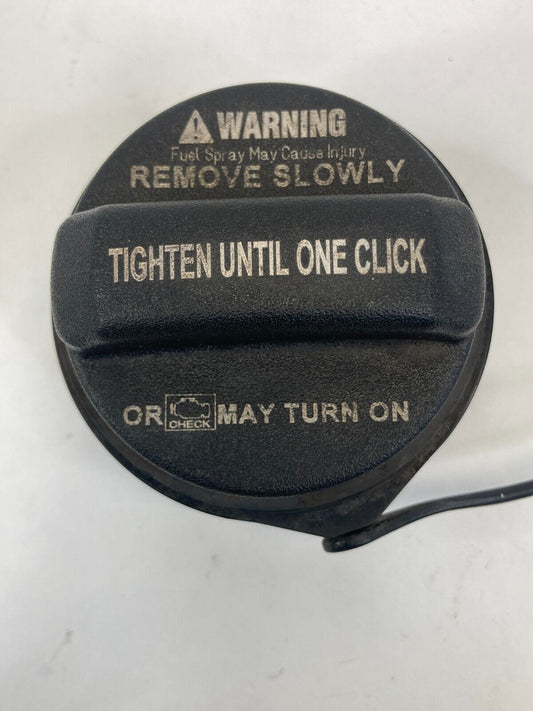 WARNING
Fuel Spray May Cause Injury
REMOVE SLOWLY
TIGHTEN UNTIL ONE CLICK
OR CHECK MAY TURN ON